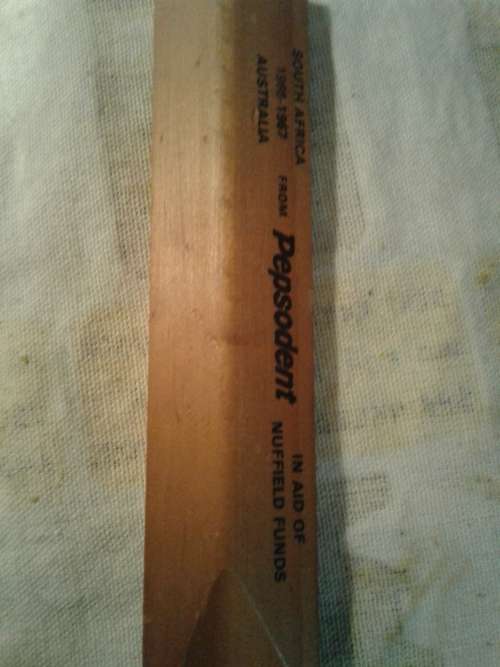 SOUTH AFRICA
1966-1967
AUSTRALIA
FROM
Pepsodent
IN AID OF
NUFFIELD FUNDS